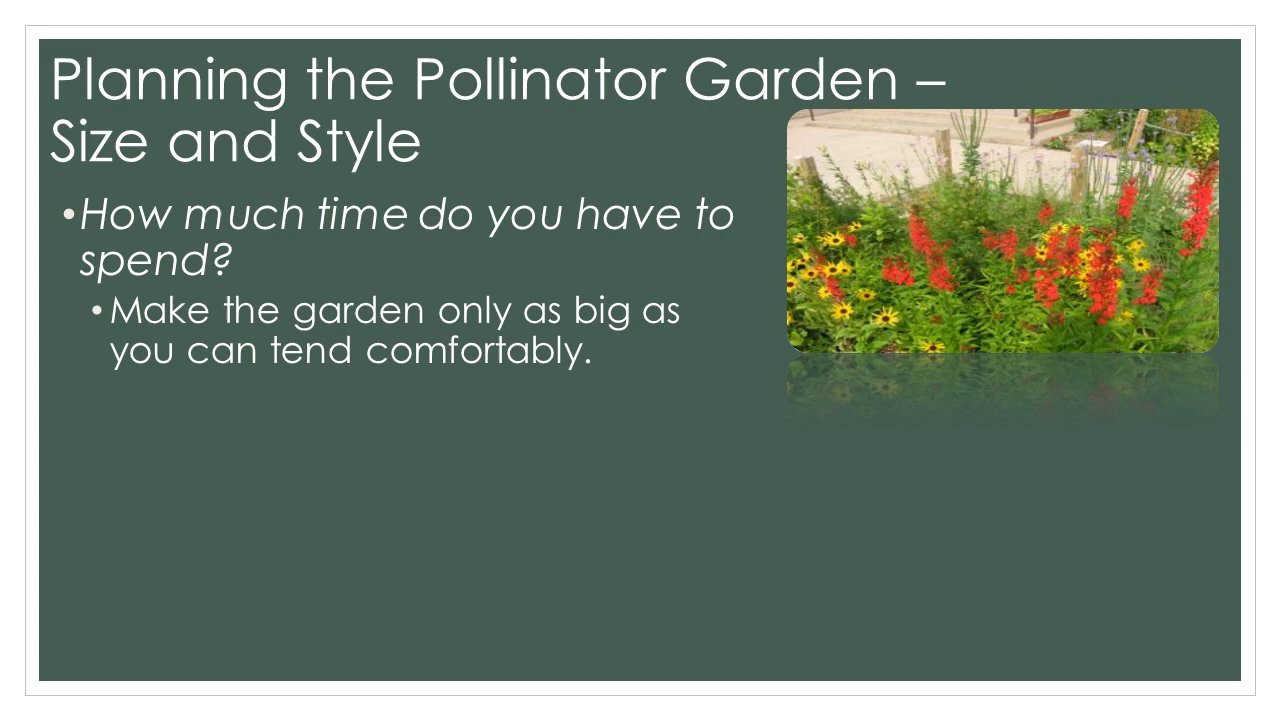 Planning the Pollinator Garden –
Size and Style
•How much time do you have to
spend?
•Make the garden only as big as
you can tend comfortably.